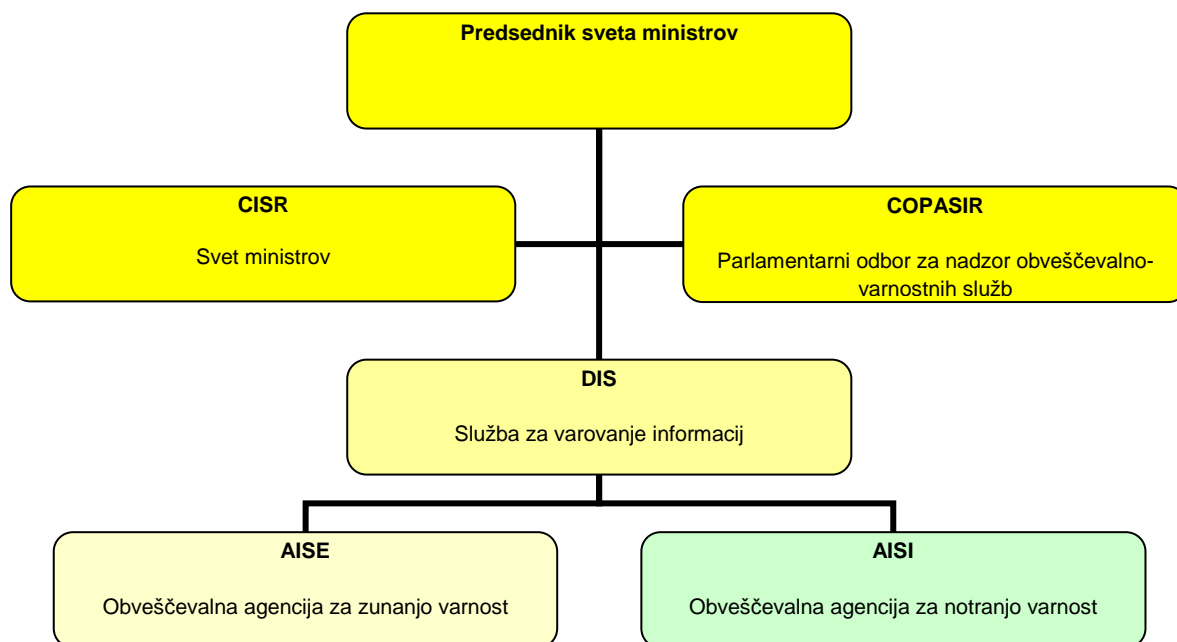 Predsednik sveta ministrov
CISR
Svet ministrov
COPASIR
Parlamentarni odbor za nadzor obveščevalno-
varnostnih služb
DIS
Služba za varovanje informacij
AISE
Obveščevalna agencija za zunanjo varnost
AISI
Obveščevalna agencija za notranjo varnost